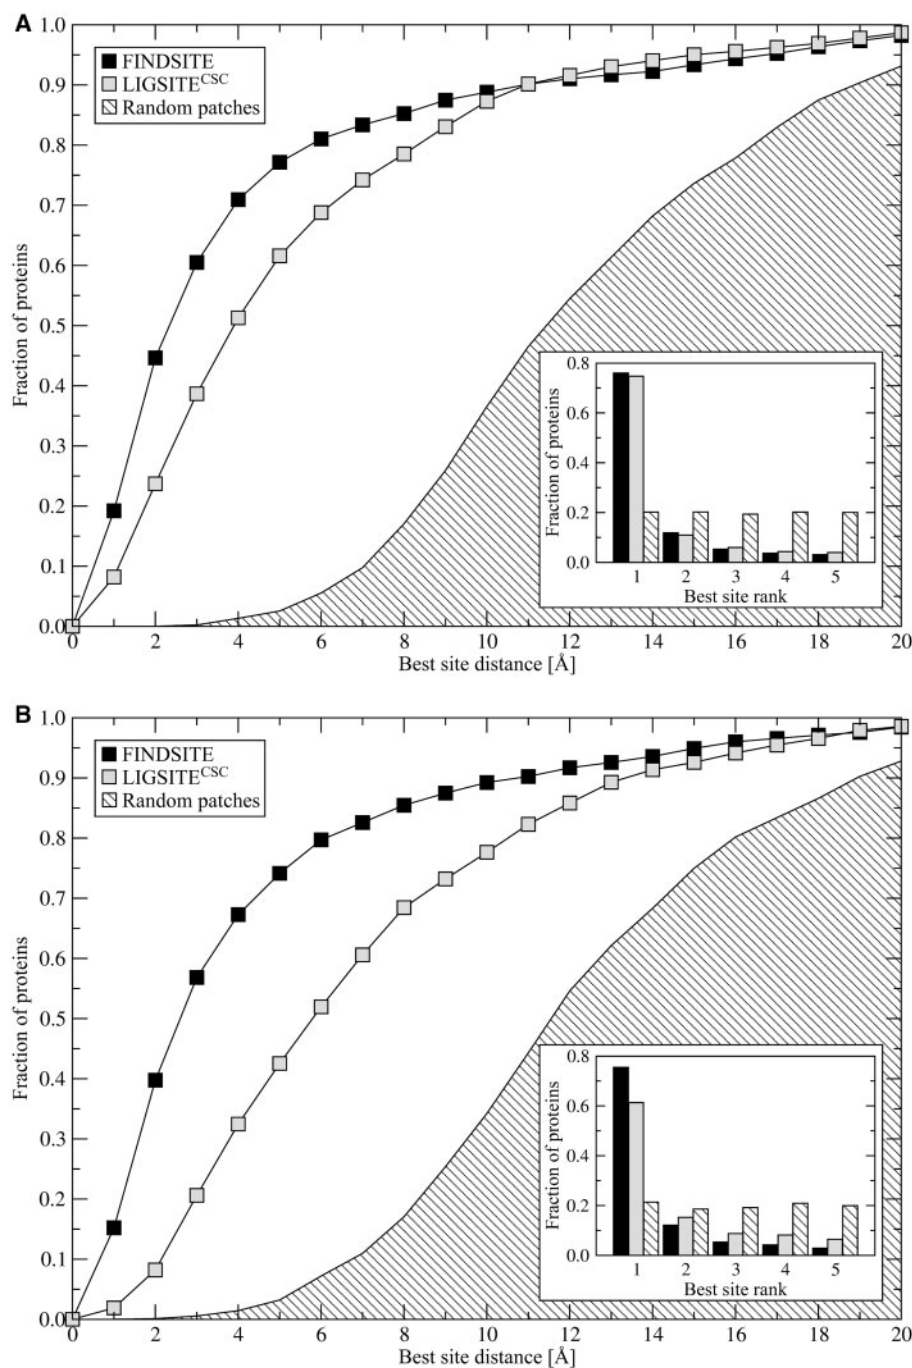 A
FINDSITE
LIGSITE^CSC
Random patches
Fraction of proteins
1.0
0.9
0.8
0.7
0.6
0.5
0.4
0.3
0.2
0.1
0.0
0 2 4 6 8 10 12 14 16 18 20
Best site distance [Å]
Fraction of proteins
0.8
0.6
0.4
0.2
0.0
1 2 3 4 5
Best site rank
B
FINDSITE
LIGSITE^CSC
Random patches
Fraction of proteins
1.0
0.9
0.8
0.7
0.6
0.5
0.4
0.3
0.2
0.1
0.0
0 2 4 6 8 10 12 14 16 18 20
Best site distance [Å]
Fraction of proteins
0.8
0.6
0.4
0.2
0.0
1 2 3 4 5
Best site rank